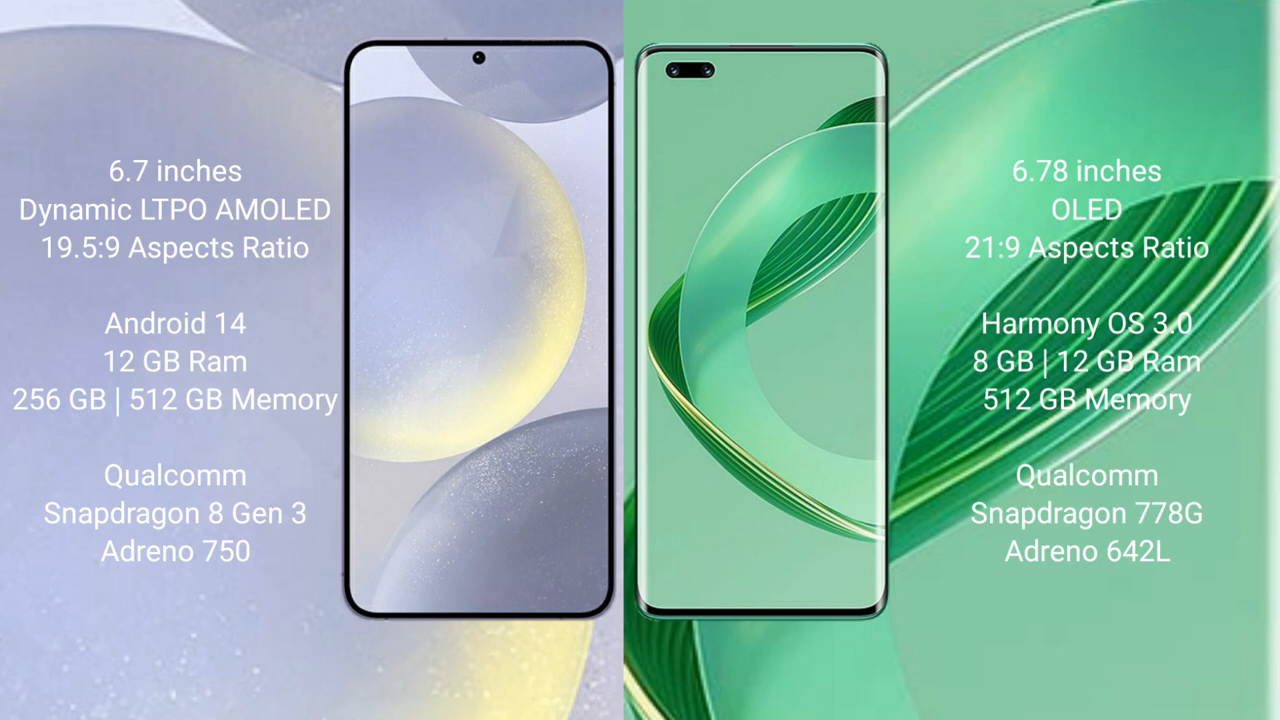 6.7 inches
Dynamic LTPO AMOLED
19.5:9 Aspects Ratio
Android 14
12 GB Ram
256 GB | 512 GB Memory
Qualcomm
Snapdragon 8 Gen 3
Adreno 750
6.78 inches
OLED
21:9 Aspects Ratio
Harmony OS 3.0
8 GB | 12 GB Ram
512 GB Memory
Qualcomm
Snapdragon 778G
Adreno 642L